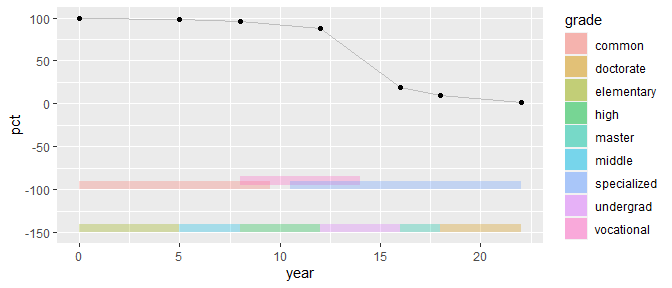 100
50
0
-50
-100
-150
pct
0
5
10
15
20
year
grade
common
doctorate
elementary
high
master
middle
specialized
undergrad
vocational